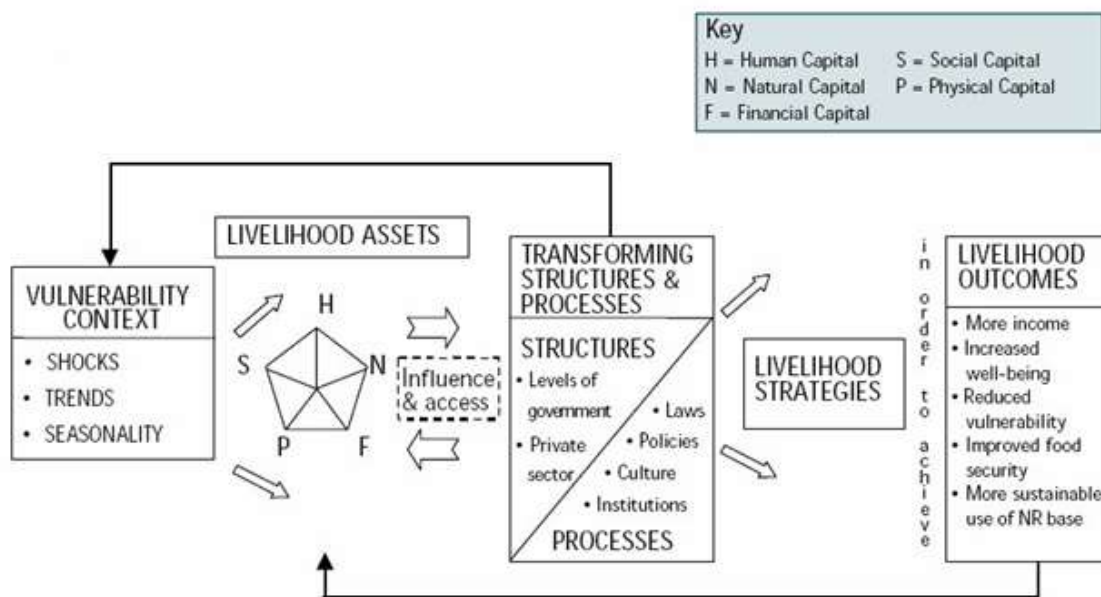 Key
H = Human Capital S = Social Capital
N = Natural Capital P = Physical Capital
F = Financial Capital
LIVELIHOOD ASSETS
VULNERABILITY
CONTEXT
• SHOCKS
• TRENDS
• SEASONALITY
H
S
N
P
F
Influence
& access
TRANSFORMING
STRUCTURES &
PROCESSES
STRUCTURES
• Levels of
government
• Private
sector
• Laws
• Policies
• Culture
• Institutions
PROCESSES
LIVELIHOOD
STRATEGIES
in order to achieve
LIVELIHOOD
OUTCOMES
• More income
• Increased
well-being
• Reduced
vulnerability
• Improved food
security
• More sustainable
use of NR base